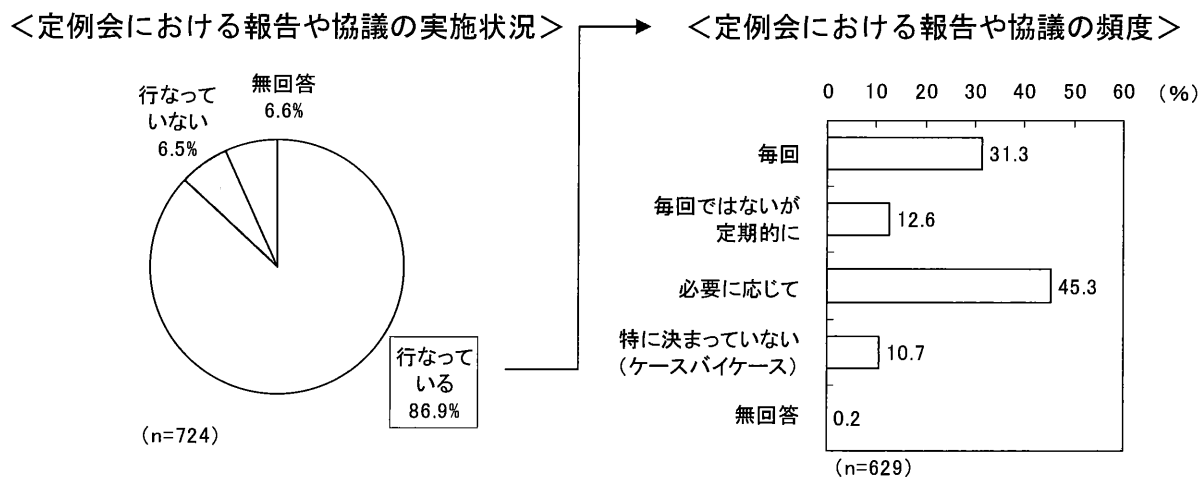 ＜定例会における報告や協議の実施状況＞
無回答
6.6%
行なって
いない
6.5%
行なって
いる
86.9%
（n=724）
＜定例会における報告や協議の頻度＞
0 10 20 30 40 50 60 （%）
毎回
31.3
毎回ではないが
定期的に
12.6
必要に応じて
45.3
特に決まっていない
（ケースバイケース）
10.7
無回答
0.2
（n=629）